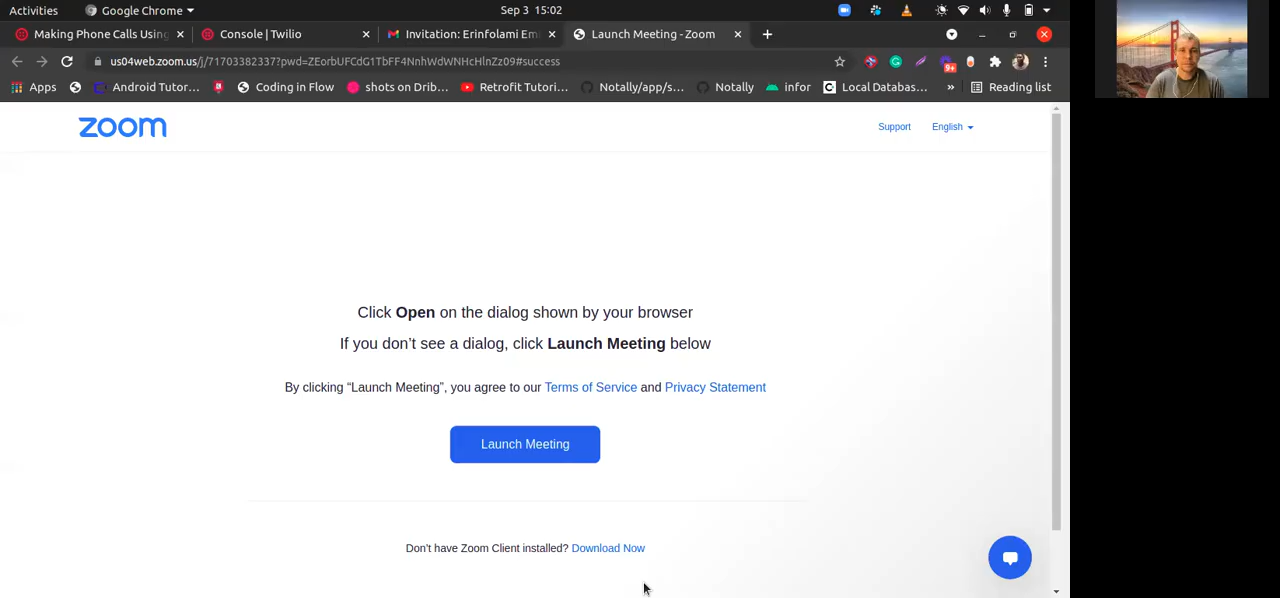 Activities
Google Chrome
Sep 3 15:02
Making Phone Calls Using
Console | Twilio
Invitation: Erinfolami Em
Launch Meeting - Zoom
us04web.zoom.us/j/71703382337?pwd=ZEorbUFCdG1TbFF4NnhWdWNHcHlnZz09#success
9+
Apps
Android Tutor...
Coding in Flow
shots on Drib...
Retrofit Tutori...
Notally/app/s...
Notally
infor
Local Databas...
»
Reading list
zoom
Support
English
Click Open on the dialog shown by your browser
If you don’t see a dialog, click Launch Meeting below
By clicking “Launch Meeting”, you agree to our Terms of Service and Privacy Statement
Launch Meeting
Don’t have Zoom Client installed? Download Now